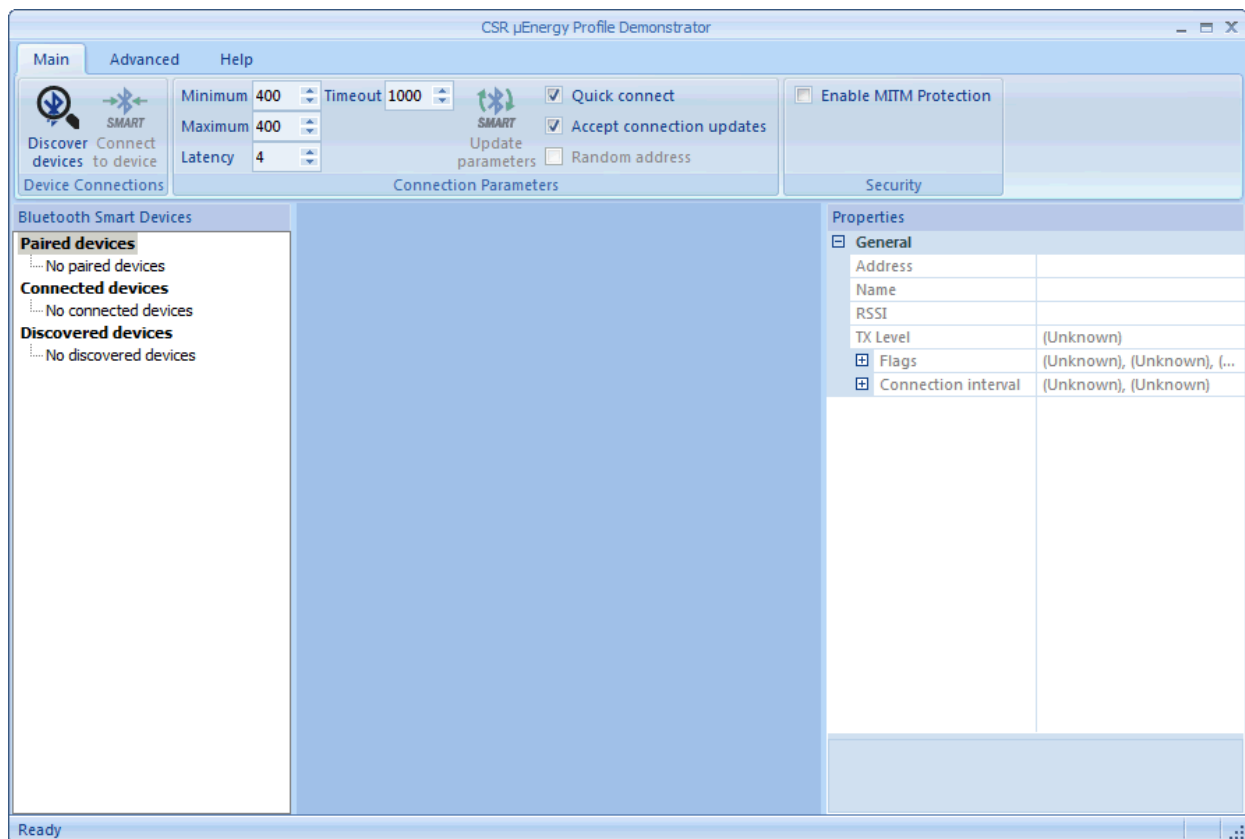 CSR µEnergy Profile Demonstrator
Main Advanced Help
Discover devices
SMART
Connect to device
Device Connections
Minimum 400
Maximum 400
Latency 4
Timeout 1000
SMART
Update parameters
Quick connect
Accept connection updates
Random address
Connection Parameters
Enable MITM Protection
Security
Bluetooth Smart Devices
Paired devices
No paired devices
Connected devices
No connected devices
Discovered devices
No discovered devices
Properties
General
Address
Name
RSSI
TX Level (Unknown)
Flags (Unknown), (Unknown), (...
Connection interval (Unknown), (Unknown)
Ready